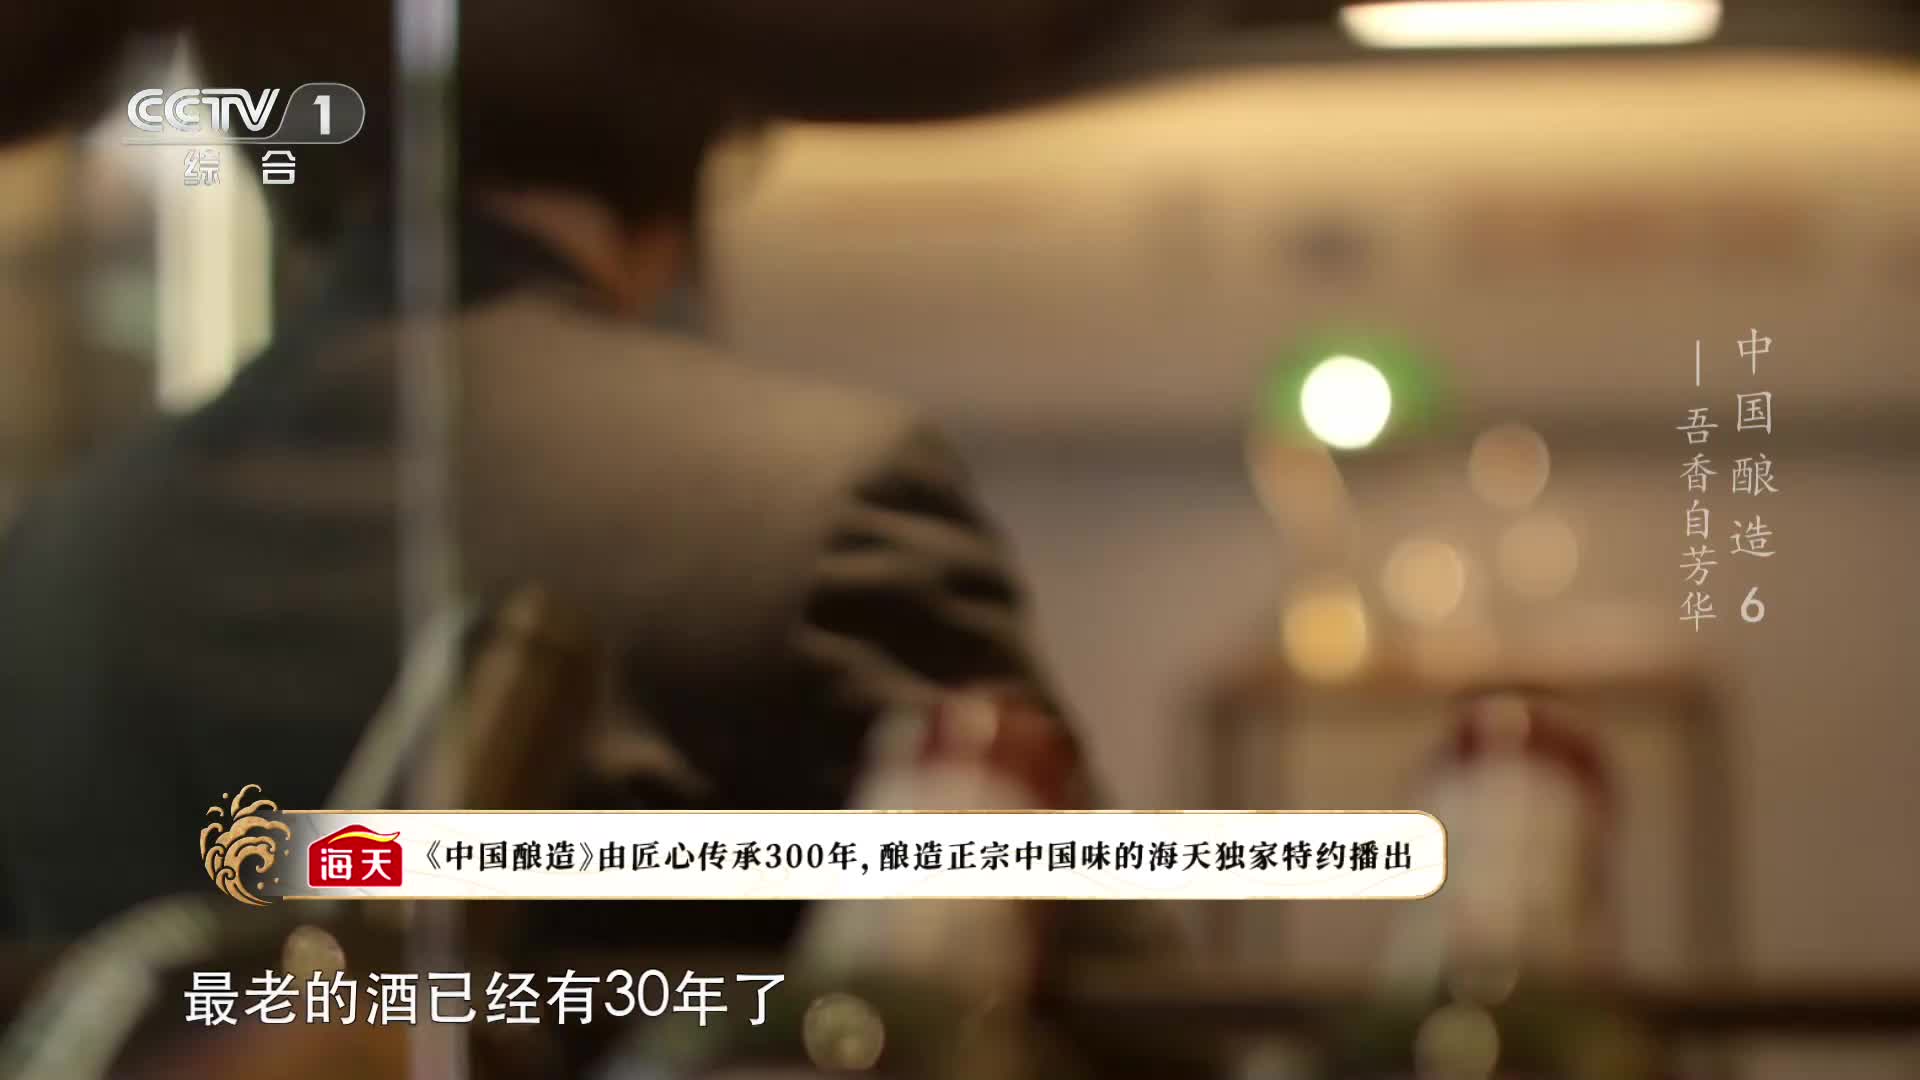 CCTV 1
综 合
中国酿造 6
— 吾香自芳华
海天
《中国酿造》由匠心传承300年,酿造正宗中国味的海天独家特约播出
最老的酒已经有30年了